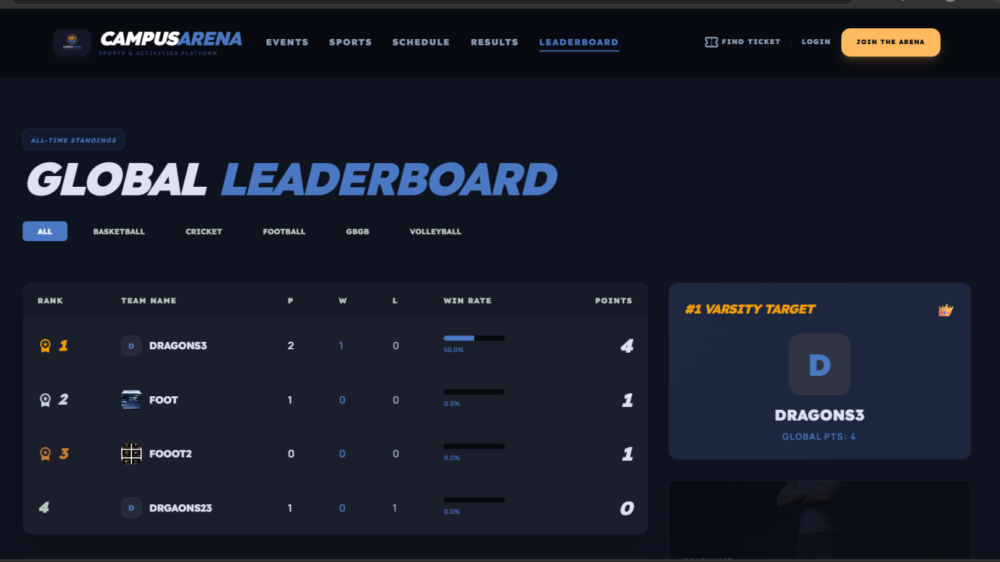 CAMPUSARENA
SPORTS & ACTIVITIES PLATFORM
EVENTS SPORTS SCHEDULE RESULTS LEADERBOARD
FIND TICKET LOGIN JOIN THE ARENA
ALL-TIME STANDINGS
GLOBAL LEADERBOARD
ALL BASKETBALL CRICKET FOOTBALL GBGB VOLLEYBALL
RANK TEAM NAME P W L WIN RATE POINTS
1 D DRAGONS3 2 1 0 50.0% 4
2 FOOT 1 0 0 0.0% 1
3 FOOOT2 0 0 0 0.0% 1
4 D DRGAONS23 1 0 1 0.0% 0
#1 VARSITY TARGET
D
DRAGONS3
GLOBAL PTS: 4